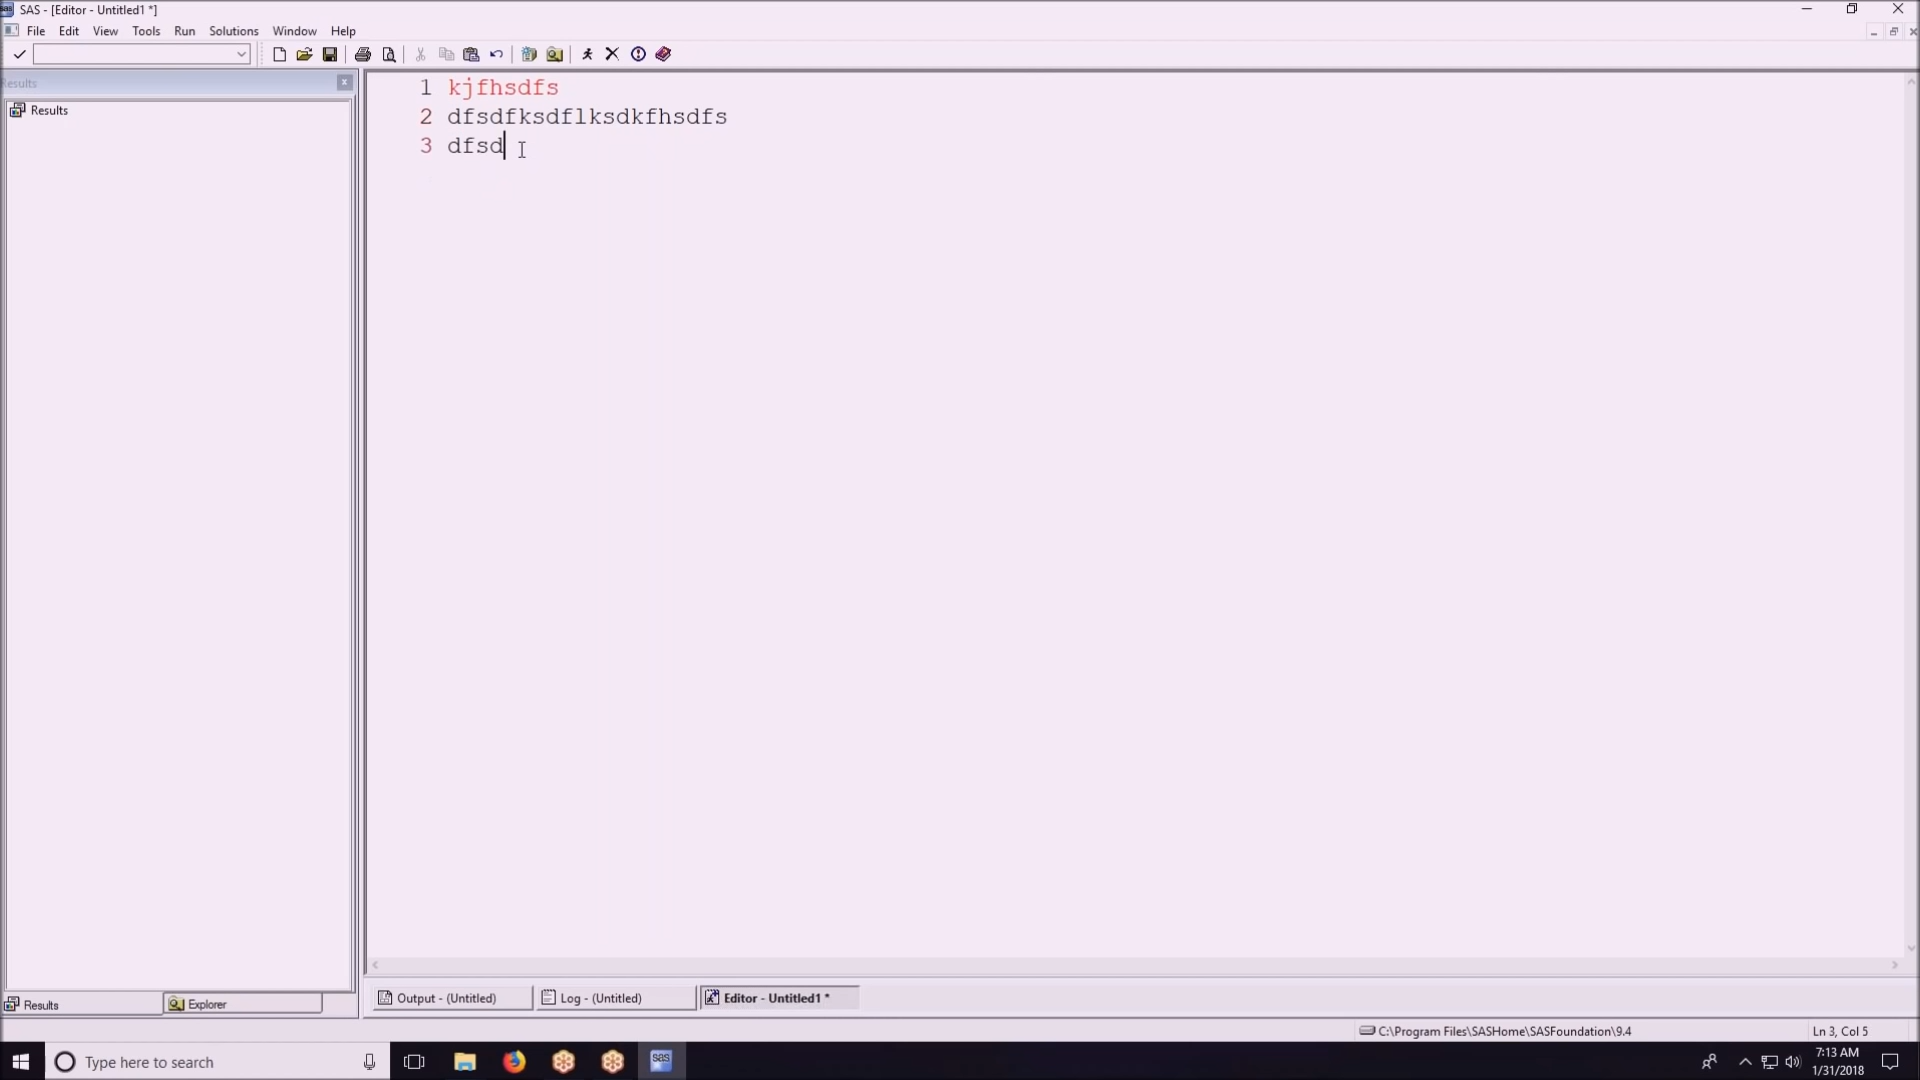 SAS - [Editor - Untitled1 *]
File Edit View Tools Run Solutions Window Help
Results
Results
1 kjfhsdfs
2 dfsdfksdflksdkfhsdfs
3 dfsd
Results Explorer
Output - (Untitled) Log - (Untitled) Editor - Untitled1 *
C:\Program Files\SASHome\SASFoundation\9.4 Ln 3, Col 5
Type here to search
sas
7:13 AM
1/31/2018